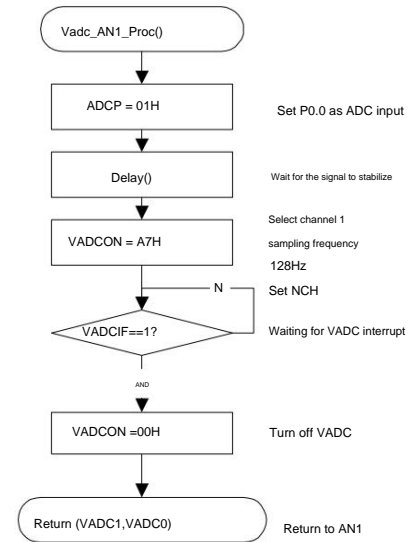 Vadc_AN1_Proc()
ADCP = 01H
Set P0.0 as ADC input
Delay()
Wait for the signal to stabilize
VADCON = A7H
Select channel 1
sampling frequency
128Hz
N
Set NCH
VADCIF==1?
Waiting for VADC interrupt
AND
VADCON =00H
Turn off VADC
Return (VADC1,VADC0)
Return to AN1